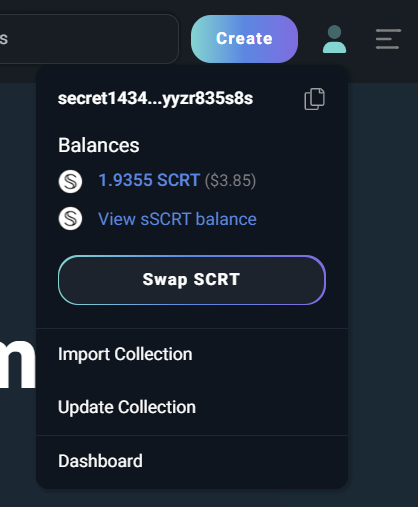 s
Create
secret1434...yyzr835s8s
Balances
1.9355 SCRT ($3.85)
View sSCRT balance
Swap SCRT
m
Import Collection
Update Collection
Dashboard